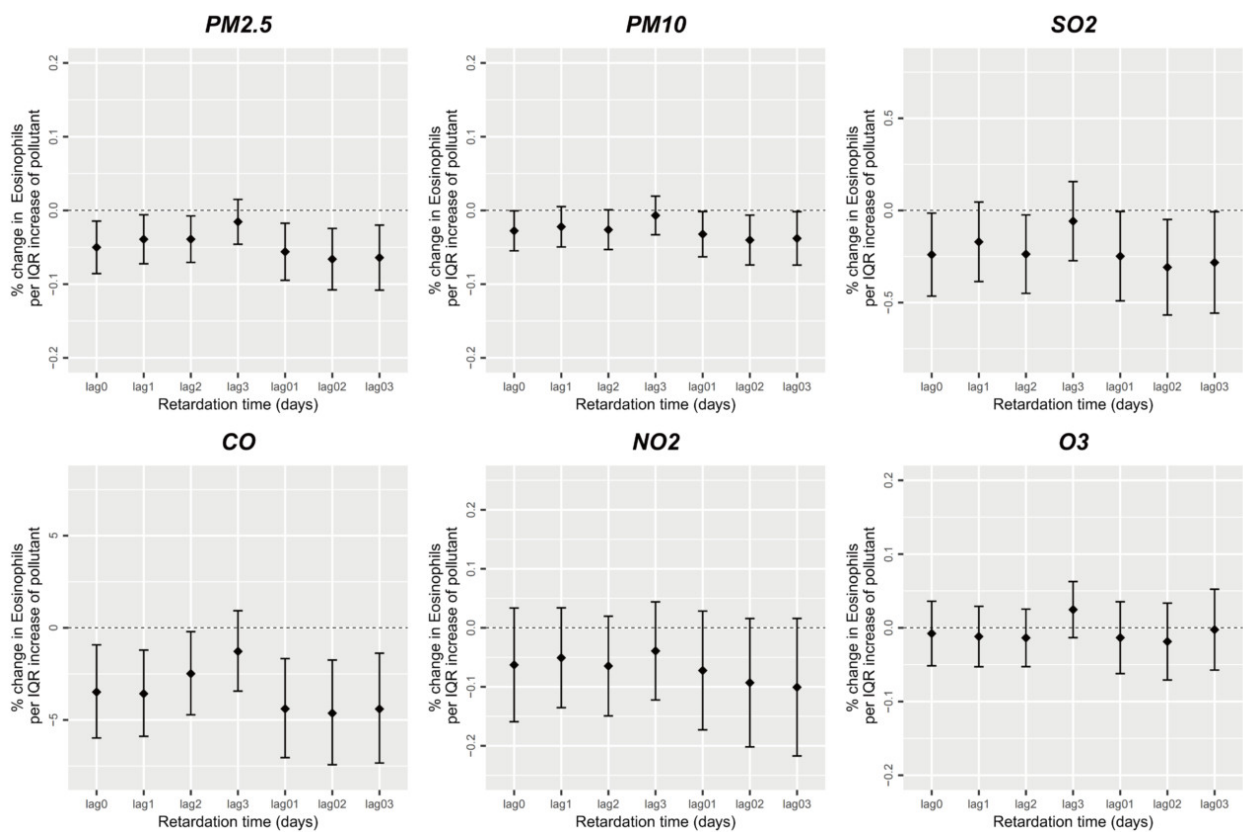 PM2.5
% change in Eosinophils
per IQR increase of pollutant
0.2
0.1
0.0
−0.1
−0.2
lag0 lag1 lag2 lag3 lag01 lag02 lag03
Retardation time (days)
PM10
% change in Eosinophils
per IQR increase of pollutant
0.2
0.1
0.0
−0.1
−0.2
lag0 lag1 lag2 lag3 lag01 lag02 lag03
Retardation time (days)
SO2
% change in Eosinophils
per IQR increase of pollutant
0.5
0.0
−0.5
lag0 lag1 lag2 lag3 lag01 lag02 lag03
Retardation time (days)
CO
% change in Eosinophils
per IQR increase of pollutant
5
0
−5
lag0 lag1 lag2 lag3 lag01 lag02 lag03
Retardation time (days)
NO2
% change in Eosinophils
per IQR increase of pollutant
0.2
0.1
0.0
−0.1
−0.2
lag0 lag1 lag2 lag3 lag01 lag02 lag03
Retardation time (days)
O3
% change in Eosinophils
per IQR increase of pollutant
0.2
0.1
0.0
−0.1
−0.2
lag0 lag1 lag2 lag3 lag01 lag02 lag03
Retardation time (days)